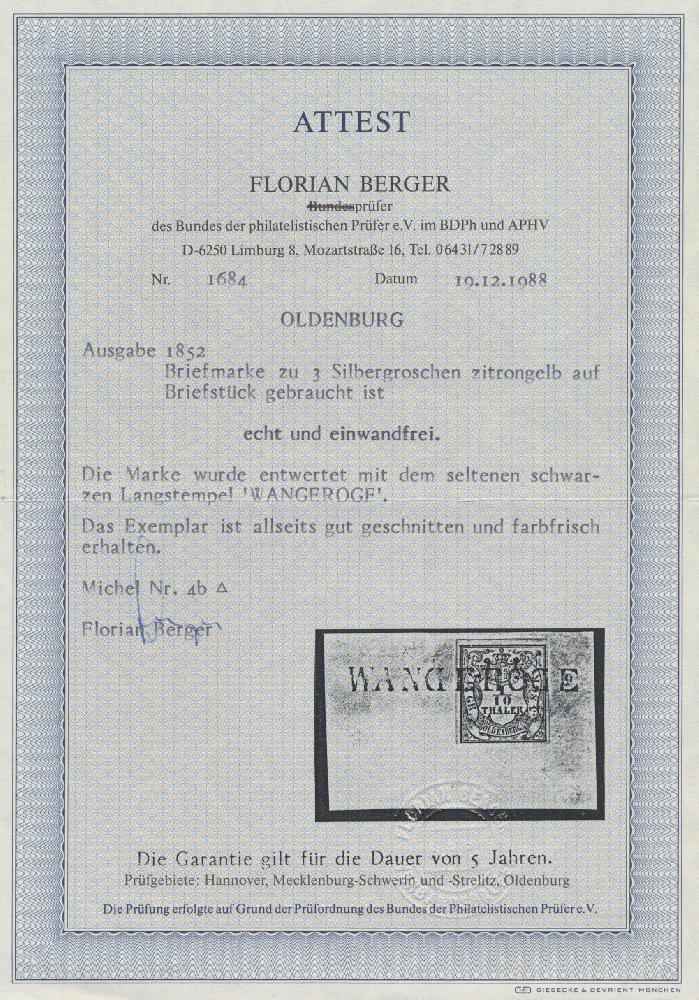 ATTEST
FLORIAN BERGER
Bundesprüfer
des Bundes der philatelistischen Prüfer e.V. im BDPh und APHV
D-6250 Limburg 8, Mozartstraße 16, Tel. 06431/72889
Nr. 1684 Datum 19.12.1988
OLDENBURG
Ausgabe 1852
Briefmarke zu 3 Silbergroschen zitrongelb auf
Briefstück gebraucht ist
echt und einwandfrei.
Die Marke wurde entwertet mit dem seltenen schwar-
zen Langstempel 'WANGEROGE'.
Das Exemplar ist allseits gut geschnitten und farbfrisch
erhalten.
Michel Nr. 4b △
Florian Berger
WANGEROGE
1
10
THALER
OLDENBURG
Die Garantie gilt für die Dauer von 5 Jahren.
Prüfgebiete: Hannover, Mecklenburg-Schwerin und -Strelitz, Oldenburg
Die Prüfung erfolgte auf Grund der Prüfordnung des Bundes der Philatelistischen Prüfer e.V.
GIESECKE & DEVRIENT MÜNCHEN